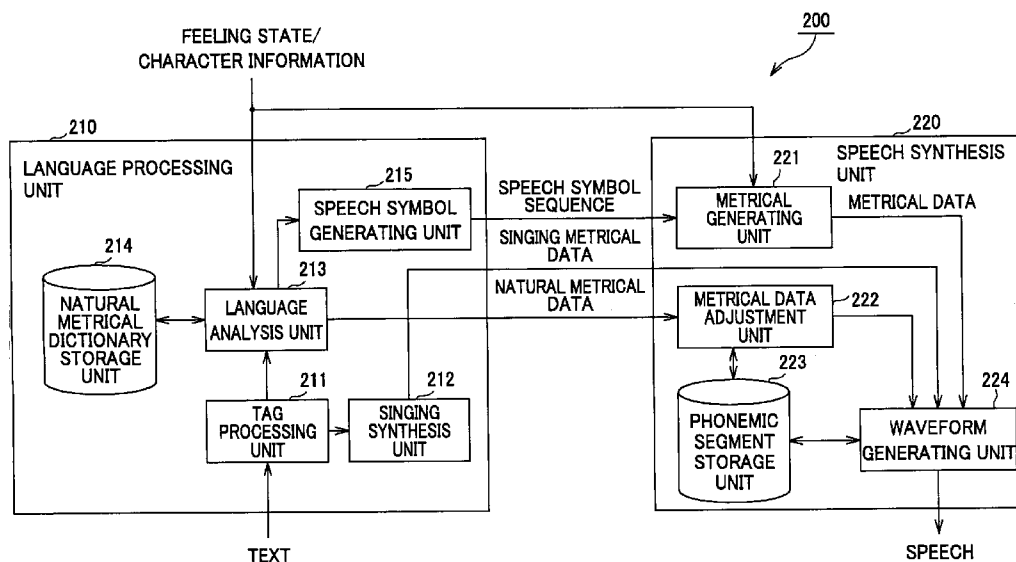 FEELING STATE/
CHARACTER INFORMATION
200
210
LANGUAGE PROCESSING
UNIT
215
SPEECH SYMBOL
GENERATING UNIT
214
NATURAL
METRICAL
DICTIONARY
STORAGE
UNIT
213
LANGUAGE
ANALYSIS UNIT
211
TAG
PROCESSING
UNIT
212
SINGING
SYNTHESIS
UNIT
TEXT
SPEECH SYMBOL
SEQUENCE
SINGING METRICAL
DATA
NATURAL METRICAL
DATA
220
SPEECH SYNTHESIS
UNIT
221
METRICAL
GENERATING
UNIT
METRICAL DATA
METRICAL DATA
ADJUSTMENT
UNIT
222
223
PHONEMIC
SEGMENT
STORAGE
UNIT
224
WAVEFORM
GENERATING UNIT
SPEECH